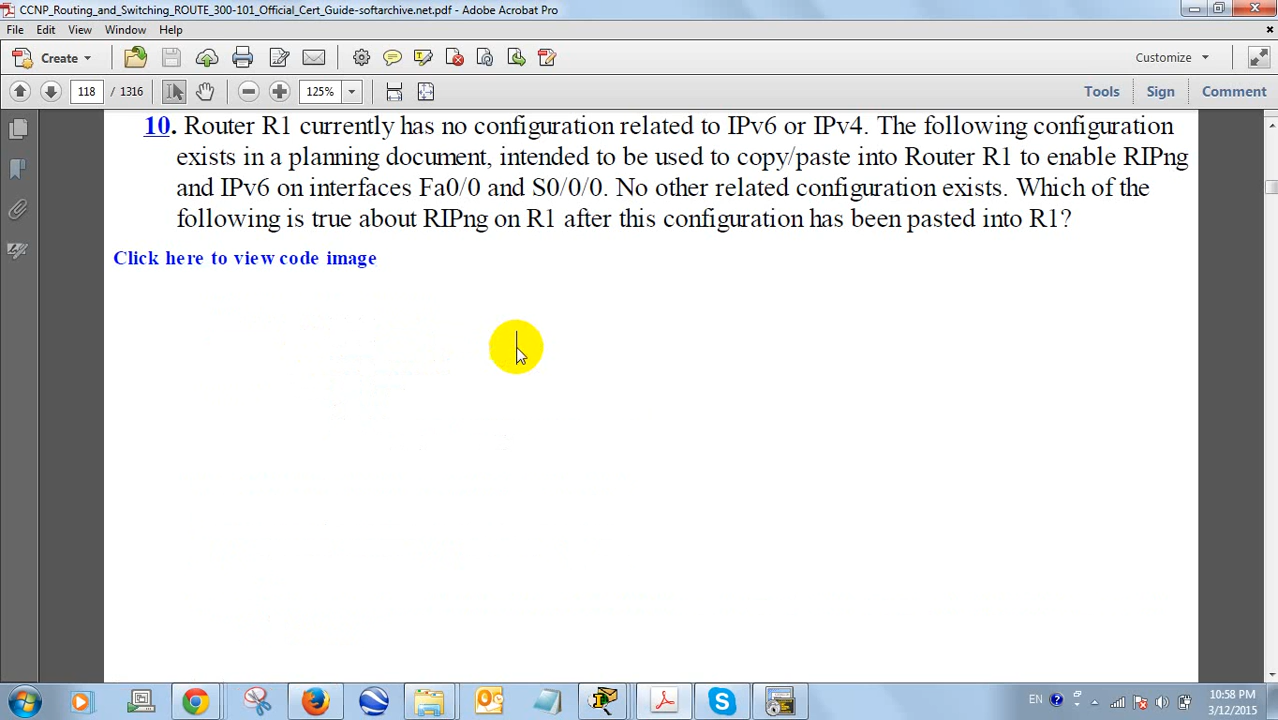 CCNP_Routing_and_Switching_ROUTE_300-101_Official_Cert_Guide-softarchive.net.pdf - Adobe Acrobat Pro
File Edit View Window Help
Create Customize
118 / 1316 125% Tools Sign Comment
10. Router R1 currently has no configuration related to IPv6 or IPv4. The following configuration
exists in a planning document, intended to be used to copy/paste into Router R1 to enable RIPng
and IPv6 on interfaces Fa0/0 and S0/0/0. No other related configuration exists. Which of the
following is true about RIPng on R1 after this configuration has been pasted into R1?
Click here to view code image
EN 10:58 PM
3/12/2015